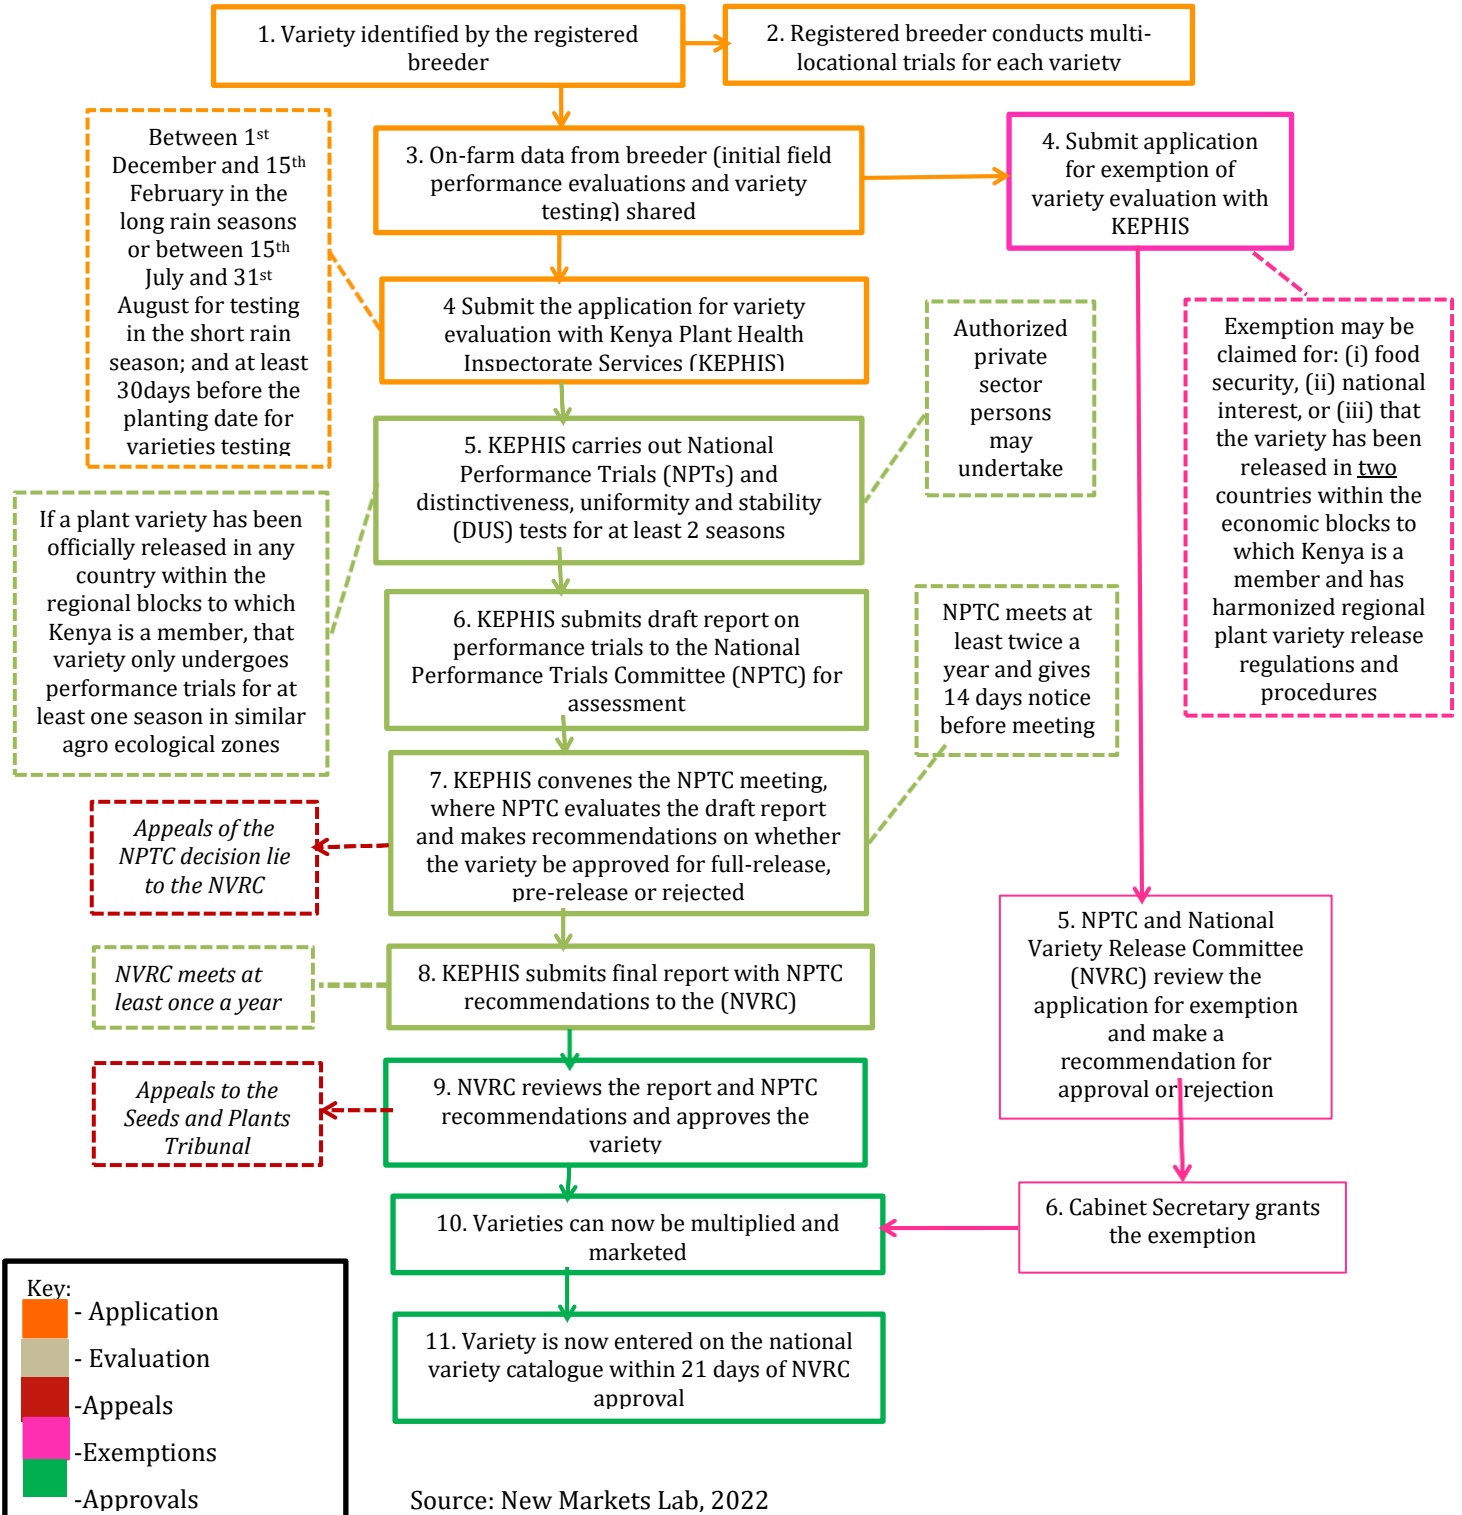 1. Variety identified by the registered
breeder
2. Registered breeder conducts multi-
locational trials for each variety
Between 1st
December and 15th
February in the
long rain seasons
or between 15th
July and 31st
August for testing
in the short rain
season; and at least
30days before the
planting date for
varieties testing
3. On-farm data from breeder (initial field
performance evaluations and variety
testing) shared
4. Submit application
for exemption of
variety evaluation with
KEPHIS
4 Submit the application for variety
evaluation with Kenya Plant Health
Inspectorate Services (KEPHIS)
Authorized
private
sector
persons
may
undertake
Exemption may be
claimed for: (i) food
security, (ii) national
interest, or (iii) that
the variety has been
released in two
countries within the
economic blocks to
which Kenya is a
member and has
harmonized regional
plant variety release
regulations and
procedures
5. KEPHIS carries out National
Performance Trials (NPTs) and
distinctiveness, uniformity and stability
(DUS) tests for at least 2 seasons
If a plant variety has been
officially released in any
country within the
regional blocks to which
Kenya is a member, that
variety only undergoes
performance trials for at
least one season in similar
agro ecological zones
6. KEPHIS submits draft report on
performance trials to the National
Performance Trials Committee (NPTC) for
assessment
NPTC meets at
least twice a
year and gives
14 days notice
before meeting
7. KEPHIS convenes the NPTC meeting,
where NPTC evaluates the draft report
and makes recommendations on whether
the variety be approved for full-release,
pre-release or rejected
Appeals of the
NPTC decision lie
to the NVRC
5. NPTC and National
Variety Release Committee
(NVRC) review the
application for exemption
and make a
recommendation for
approval or rejection
NVRC meets at
least once a year
8. KEPHIS submits final report with NPTC
recommendations to the (NVRC)
Appeals to the
Seeds and Plants
Tribunal
9. NVRC reviews the report and NPTC
recommendations and approves the
variety
6. Cabinet Secretary grants
the exemption
10. Varieties can now be multiplied and
marketed
11. Variety is now entered on the national
variety catalogue within 21 days of NVRC
approval
Key:
- Application
- Evaluation
-Appeals
-Exemptions
-Approvals
Source: New Markets Lab, 2022